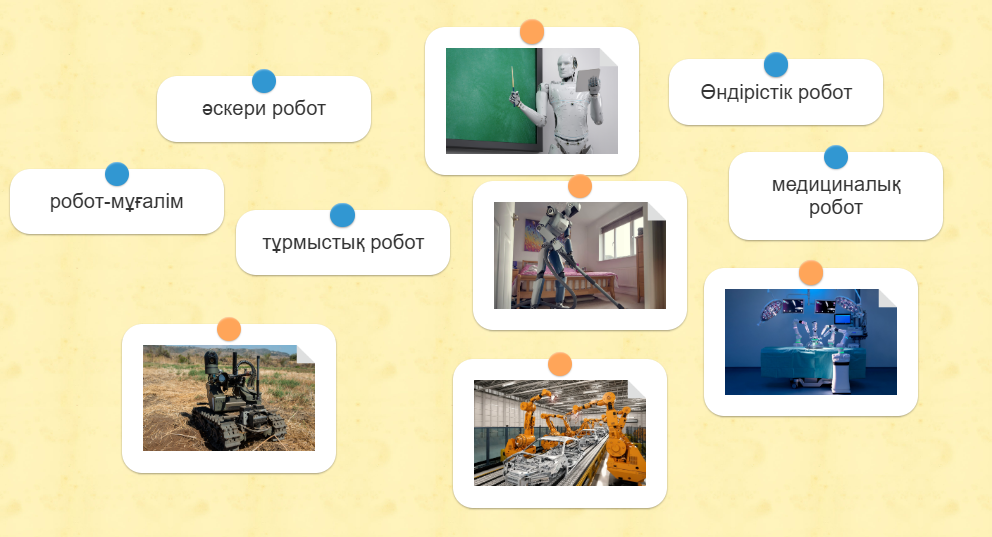 Өндірістік робот
әскери робот
медициналық
робот
робот-мұғалім
тұрмыстық робот